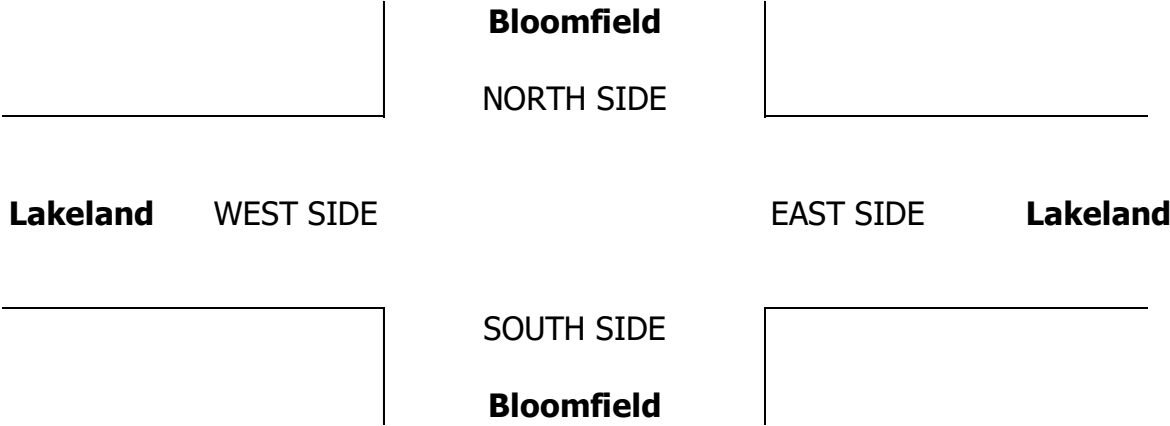 Bloomfield
NORTH SIDE
Lakeland WEST SIDE EAST SIDE Lakeland
SOUTH SIDE
Bloomfield